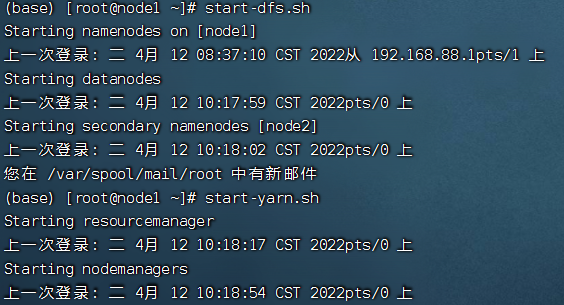 (base) [root@node1 ~]# start-dfs.sh
Starting namenodes on [node1]
上一次登录: 二 4月 12 08:37:10 CST 2022从 192.168.88.1pts/1 上
Starting datanodes
上一次登录: 二 4月 12 10:17:59 CST 2022pts/0 上
Starting secondary namenodes [node2]
上一次登录: 二 4月 12 10:18:02 CST 2022pts/0 上
您在 /var/spool/mail/root 中有新邮件
(base) [root@node1 ~]# start-yarn.sh
Starting resourcemanager
上一次登录: 二 4月 12 10:18:17 CST 2022pts/0 上
Starting nodemanagers
上一次登录: 二 4月 12 10:18:54 CST 2022pts/0 上